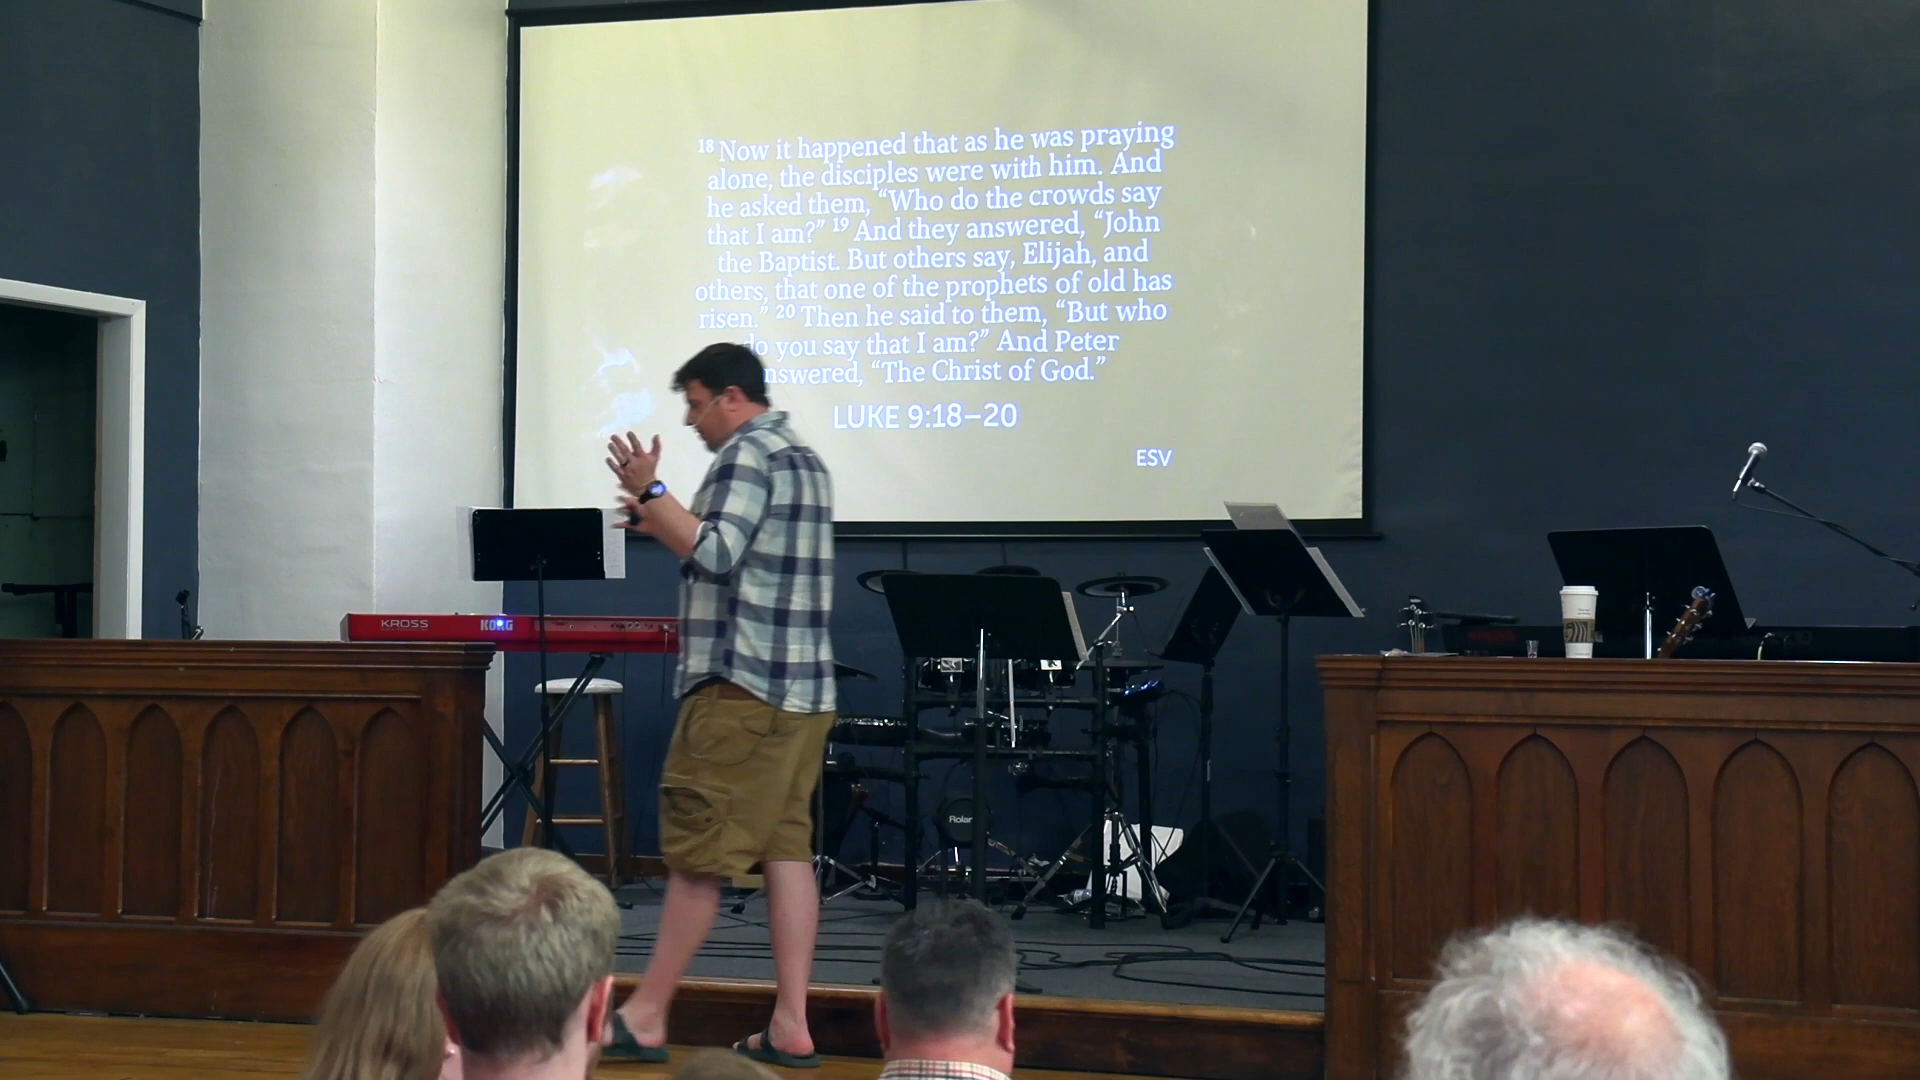 18 Now it happened that as he was praying
alone, the disciples were with him. And
he asked them, “Who do the crowds say
that I am?” 19 And they answered, “John
the Baptist. But others say, Elijah, and
others, that one of the prophets of old has
risen.” 20 Then he said to them, “But who
do you say that I am?” And Peter
nswered, “The Christ of God.”
LUKE 9:18–20
ESV
KROSS
KORG
Roland